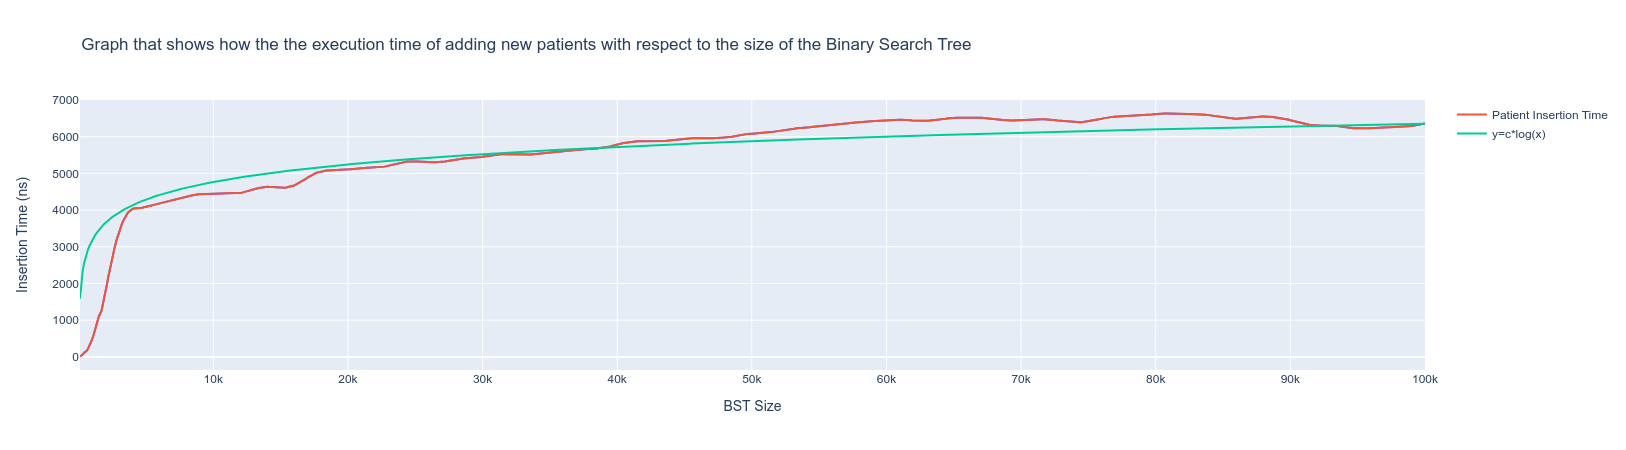 Graph that shows how the the execution time of adding new patients with respect to the size of the Binary Search Tree
Patient Insertion Time
y=c*log(x)
Insertion Time (ns)
7000
6000
5000
4000
3000
2000
1000
0
10k 20k 30k 40k 50k 60k 70k 80k 90k 100k
BST Size